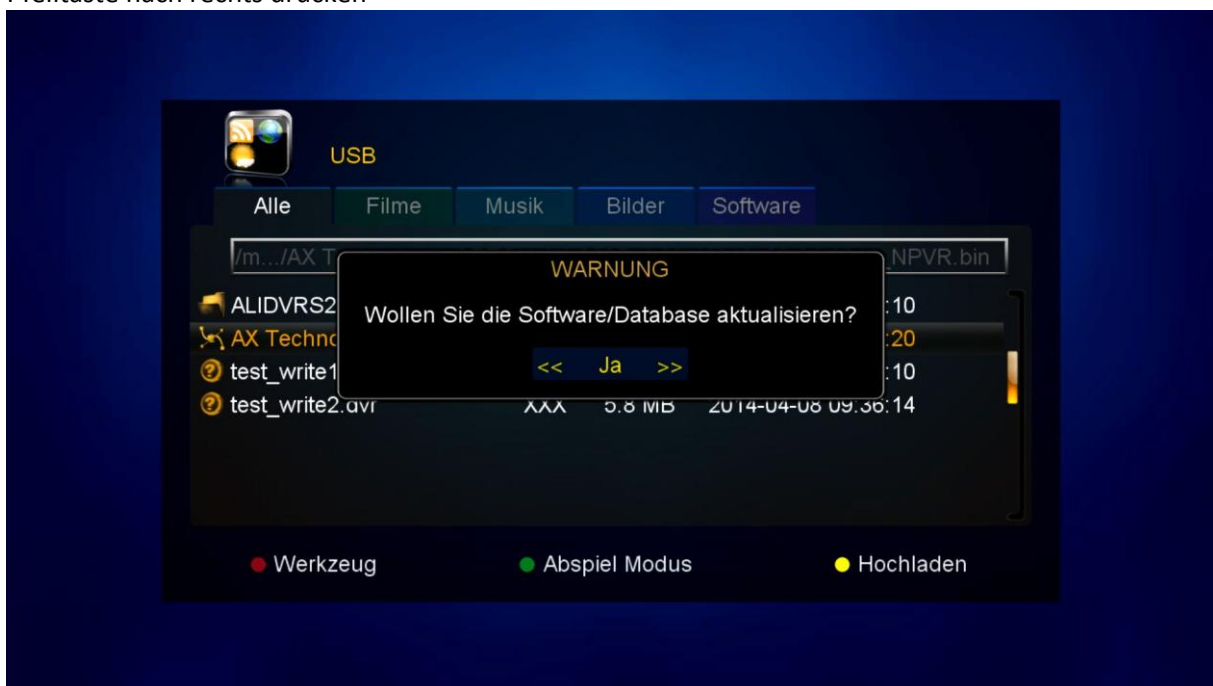 USB
Alle Filme Musik Bilder Software
/m.../AX T NPVR.bin
WARNUNG
Wollen Sie die Software/Database aktualisieren?
<< Ja >>
ALIDVRS2 :10
AX Techno :20
test_write1 :10
test_write2.dvr XXX 5.8 MB 2014-04-08 09:36:14
Werkzeug Abspiel Modus Hochladen